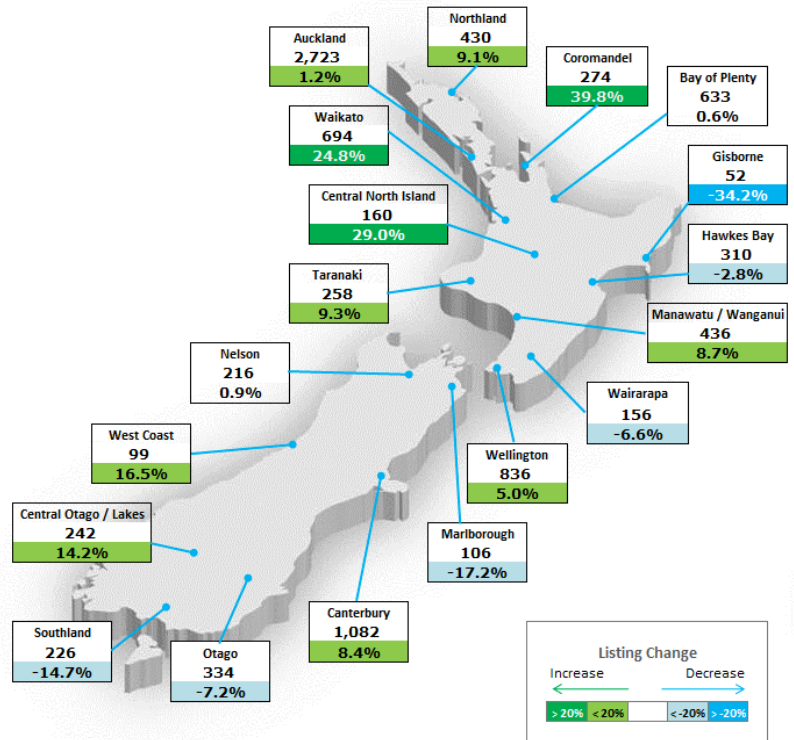 Northland
430
9.1%
Auckland
2,723
1.2%
Coromandel
274
39.8%
Bay of Plenty
633
0.6%
Waikato
694
24.8%
Gisborne
52
-34.2%
Central North Island
160
29.0%
Hawkes Bay
310
-2.8%
Taranaki
258
9.3%
Manawatu / Wanganui
436
8.7%
Nelson
216
0.9%
Wairarapa
156
-6.6%
West Coast
99
16.5%
Wellington
836
5.0%
Central Otago / Lakes
242
14.2%
Marlborough
106
-17.2%
Canterbury
1,082
8.4%
Southland
226
-14.7%
Otago
334
-7.2%
Listing Change
Increase Decrease
> 20% < 20% < -20% > -20%